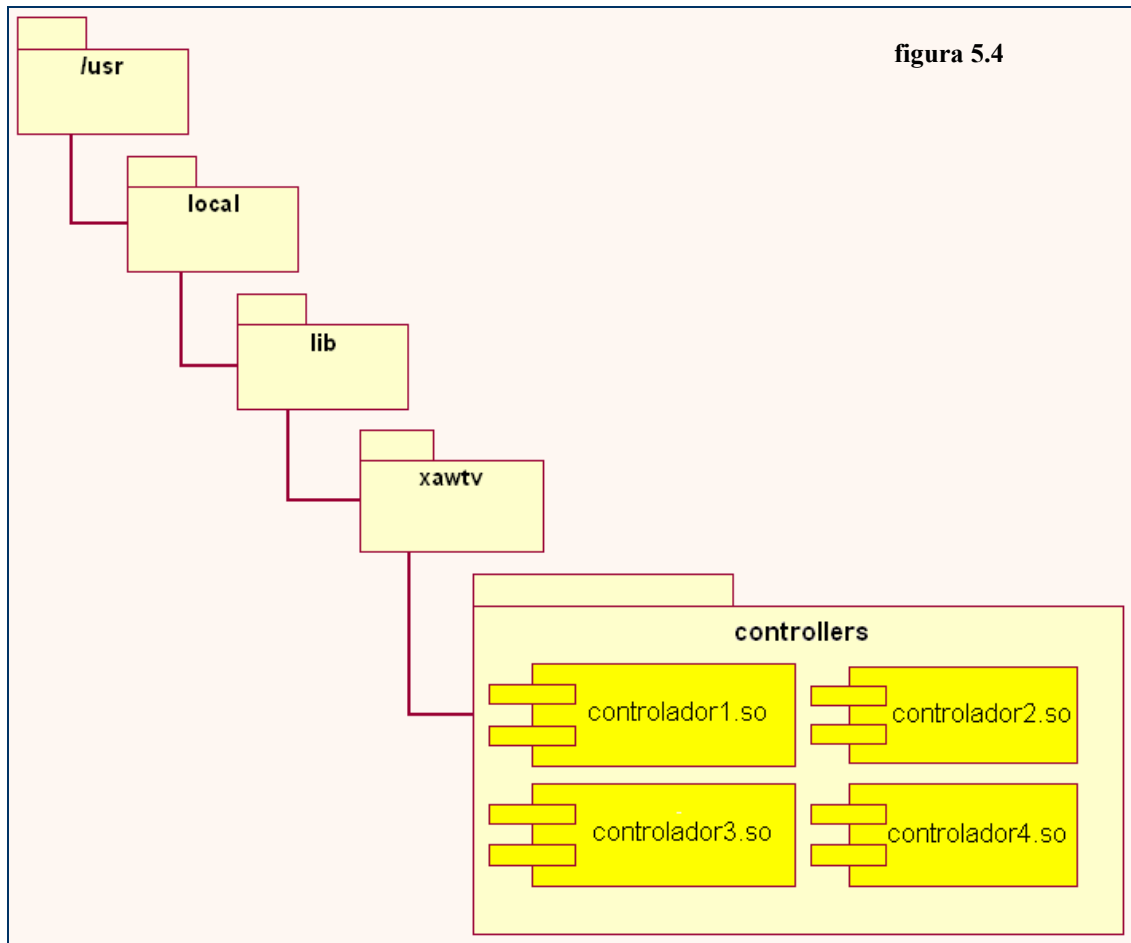 figura 5.4
/usr
local
lib
xawtv
controllers
controlador1.so
controlador2.so
controlador3.so
controlador4.so